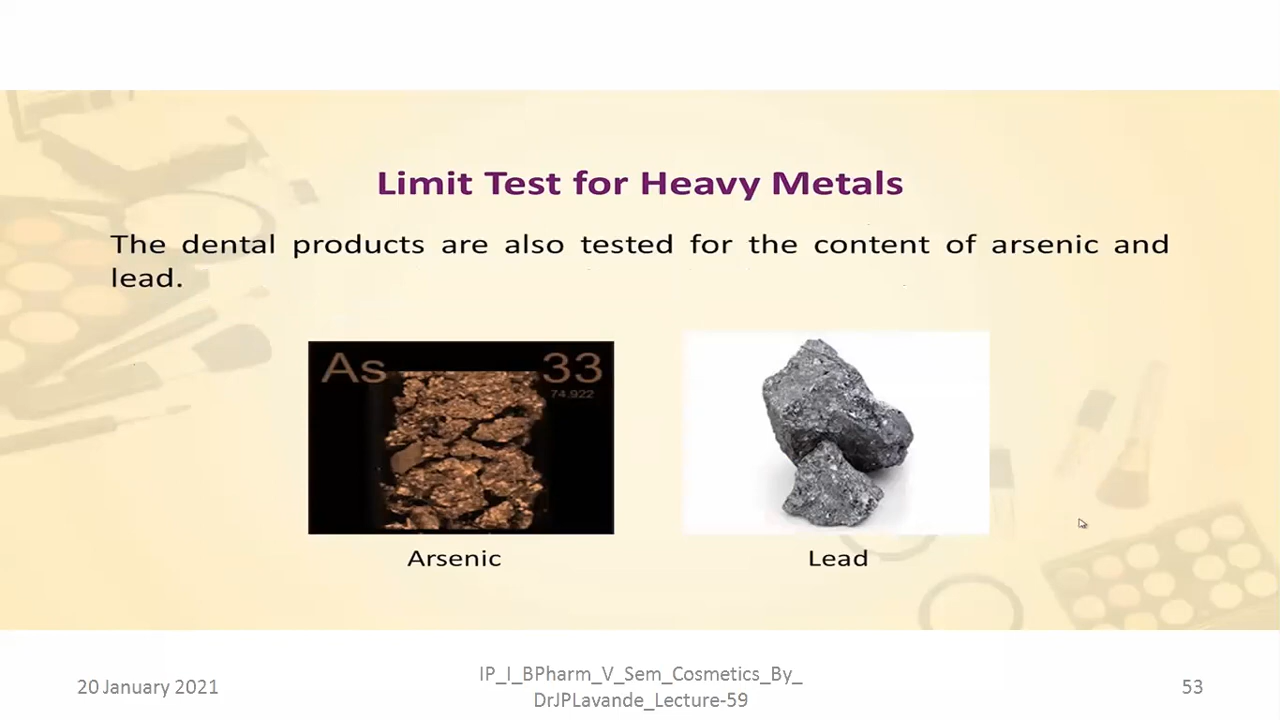 Limit Test for Heavy Metals
The dental products are also tested for the content of arsenic and
lead.
As 33
74.922
Arsenic Lead
20 January 2021
IP_I_BPharm_V_Sem_Cosmetics_By_
DrJPLavande_Lecture-59
53